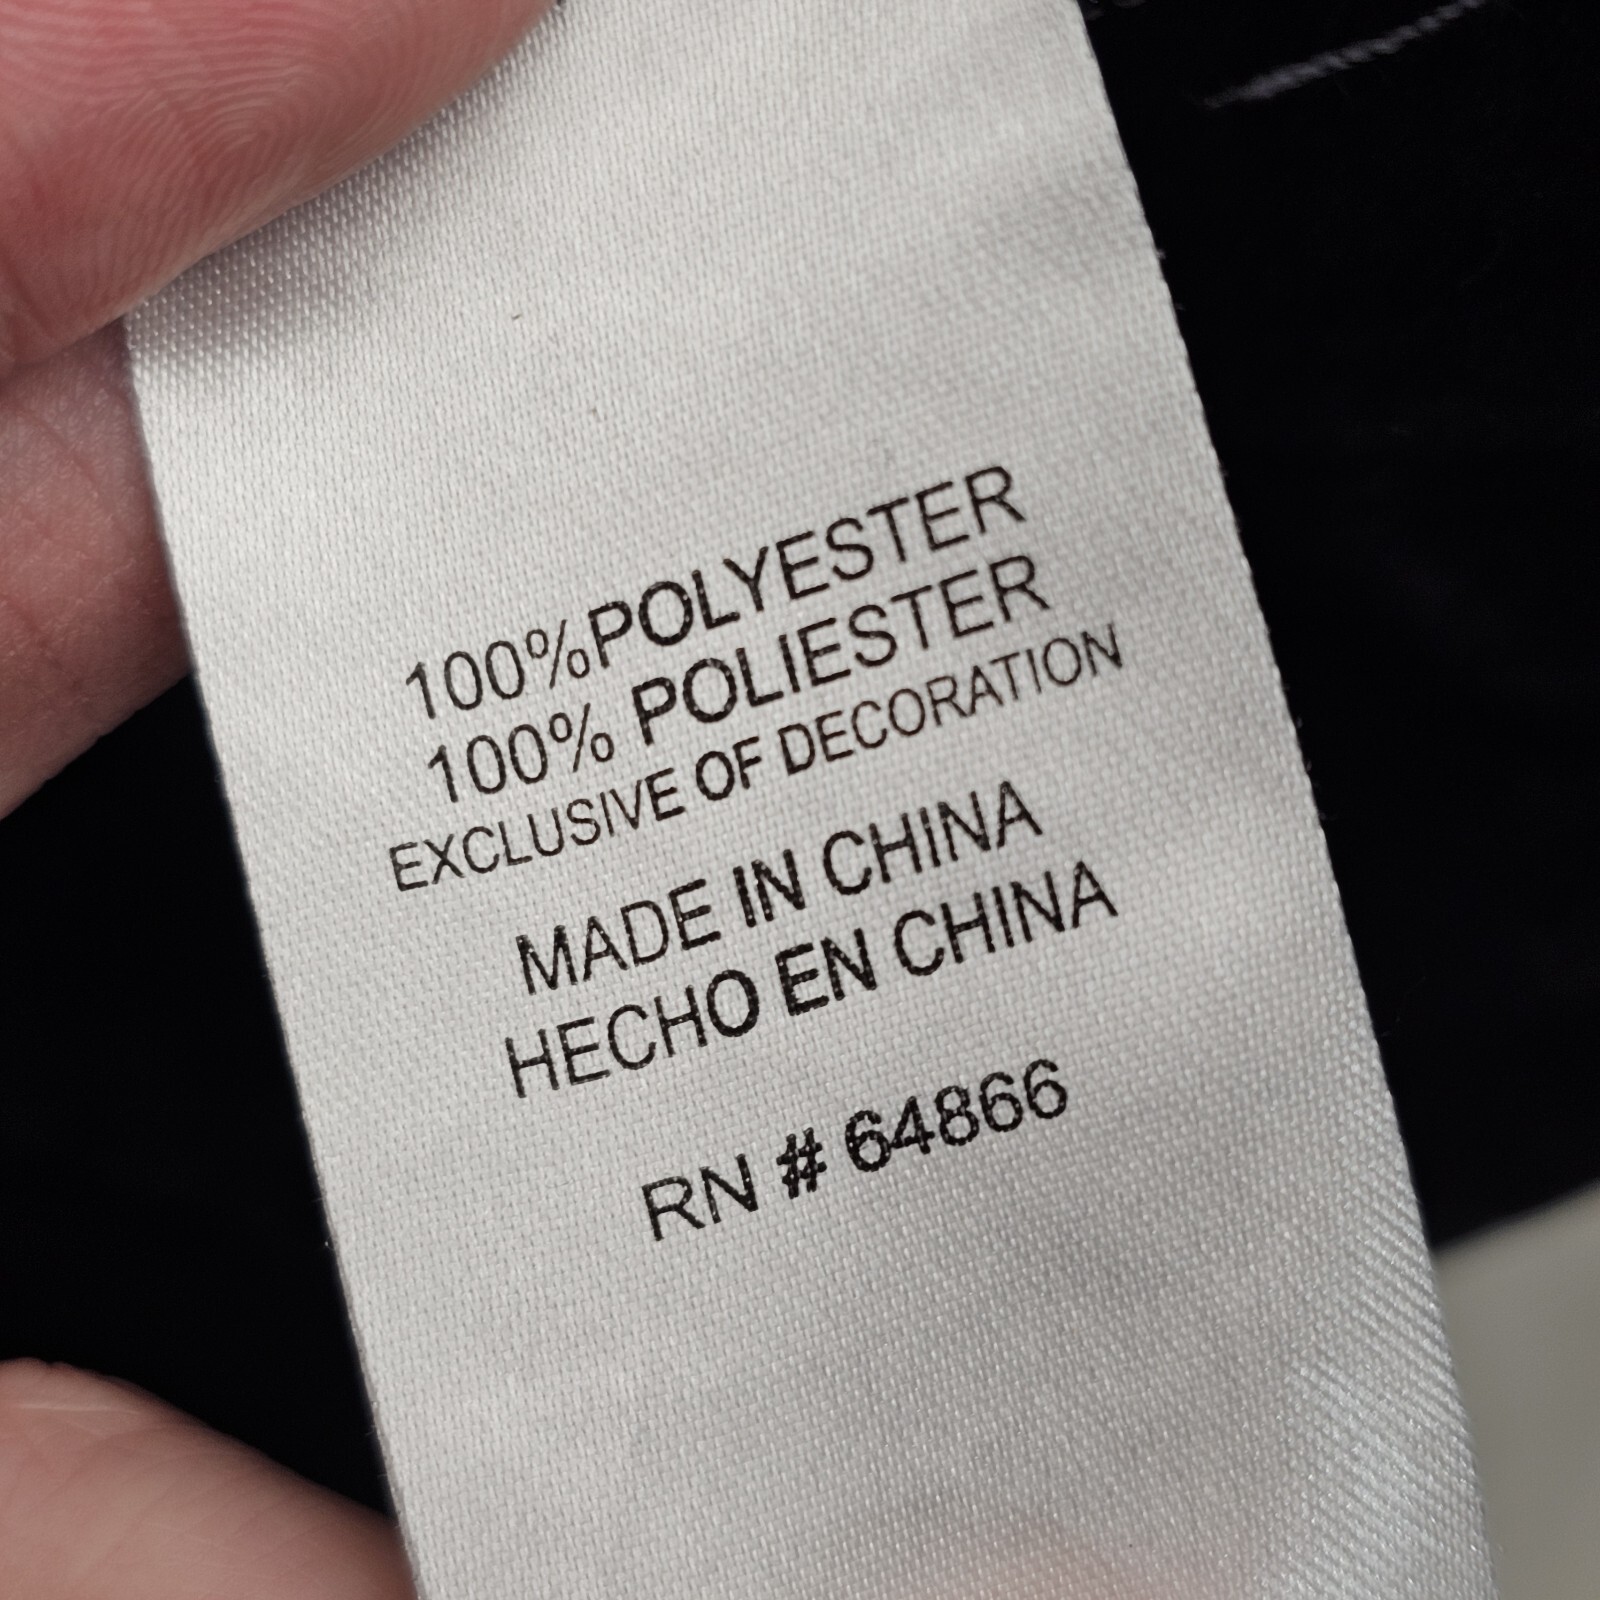 100%POLYESTER
100% POLIESTER
EXCLUSIVE OF DECORATION
MADE IN CHINA
HECHO EN CHINA
RN # 64866